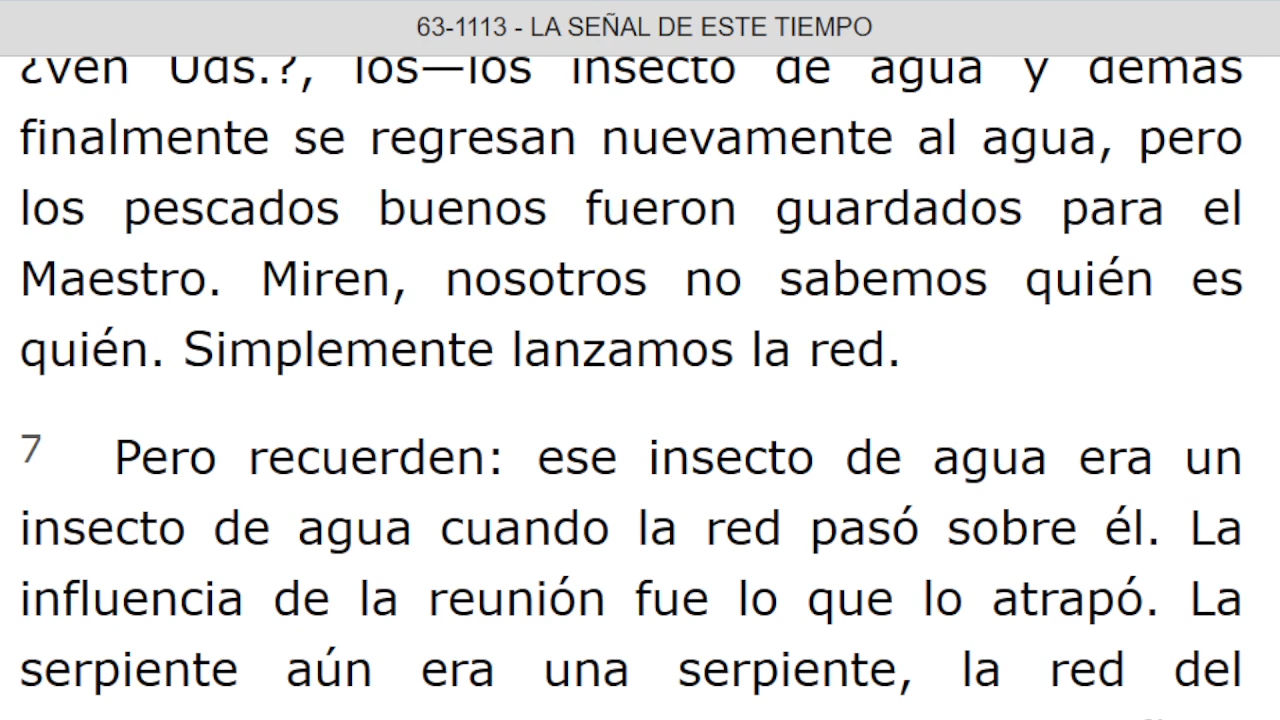 63-1113 - LA SEÑAL DE ESTE TIEMPO
¿ven Uds.?, los—los insecto de agua y demás
finalmente se regresan nuevamente al agua, pero
los pescados buenos fueron guardados para el
Maestro. Miren, nosotros no sabemos quién es
quién. Simplemente lanzamos la red.
7 Pero recuerden: ese insecto de agua era un
insecto de agua cuando la red pasó sobre él. La
influencia de la reunión fue lo que lo atrapó. La
serpiente aún era una serpiente, la red del